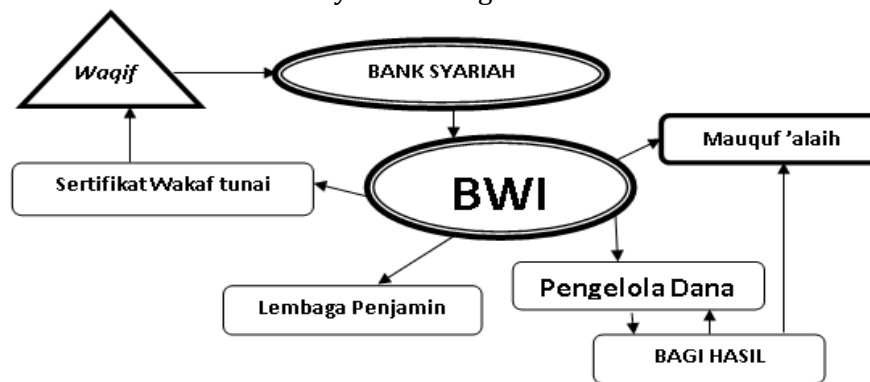 Waqif
BANK SYARIAH
Mauquf 'alaih
Sertifikat Wakaf tunai
BWI
Pengelola Dana
Lembaga Penjamin
BAGI HASIL